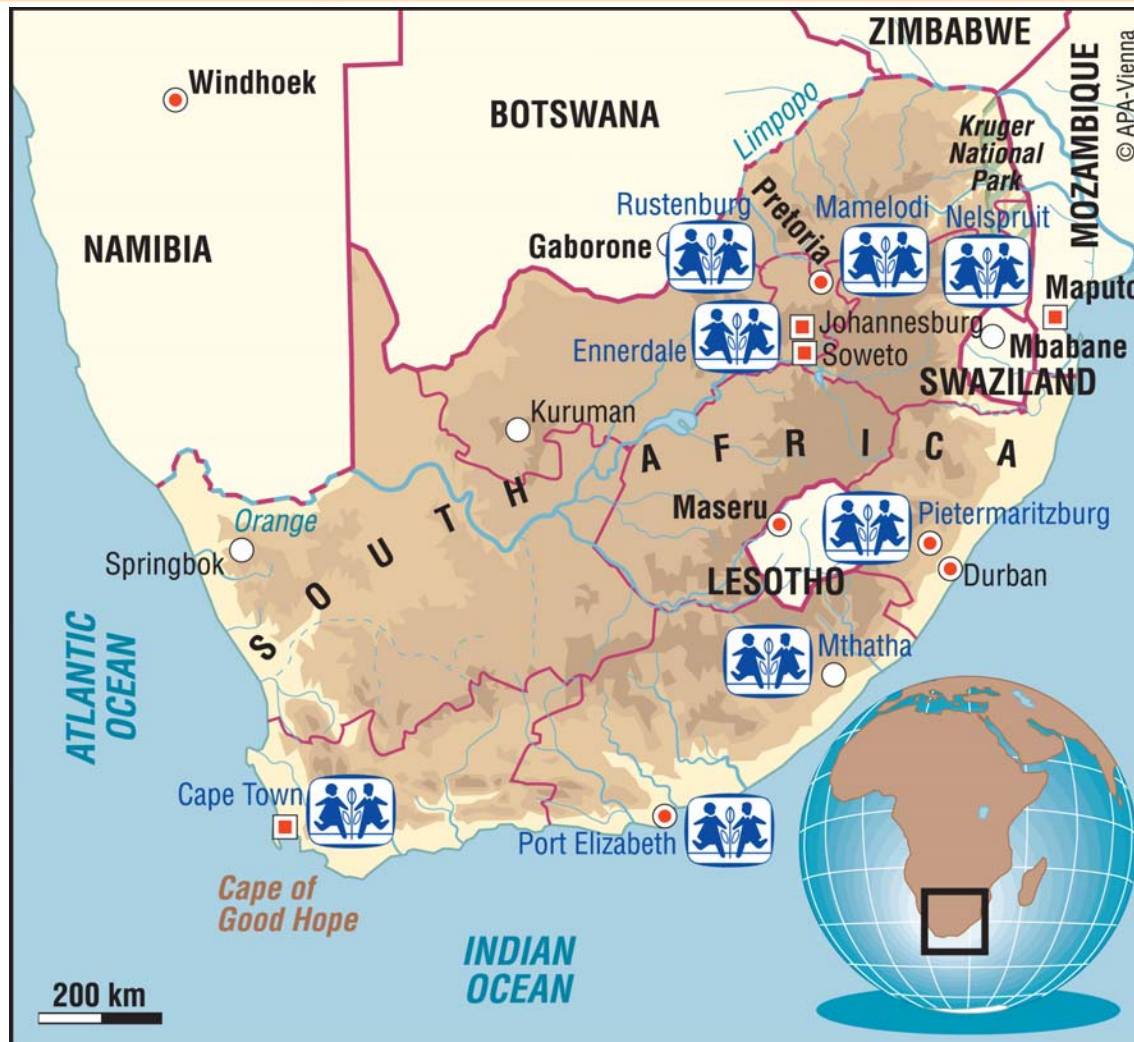 ZIMBABWE
Windhoek
BOTSWANA
Limpopo
MOZAMBIQUE
© APA-Vienna
Kruger
National
Park
Rustenburg
Pretoria
Mamelodi
Nelspruit
NAMIBIA
Gaborone
Maputo
Johannesburg
Ennerdale
Soweto
Mbabane
SWAZILAND
Kuruman
SOUTH AFRICA
Maseru
Pietermaritzburg
Orange
Springbok
LESOTHO
Durban
ATLANTIC
OCEAN
Mthatha
Cape Town
Port Elizabeth
Cape of
Good Hope
INDIAN
OCEAN
200 km